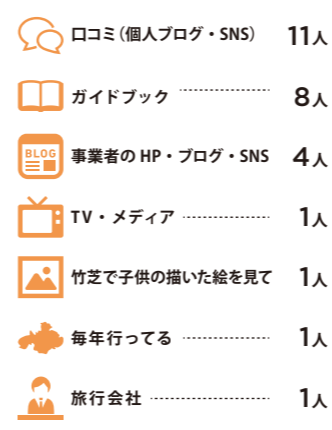 口コミ（個人ブログ・SNS） 11人
ガイドブック 8人
BLOG 事業者の HP・ブログ・SNS 4人
TV・メディア 1人
竹芝で子供の描いた絵を見て 1人
毎年行ってる 1人
旅行会社 1人